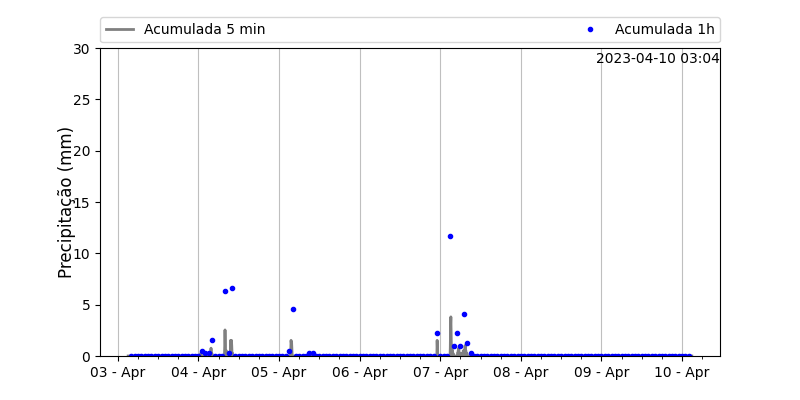 Acumulada 5 min
Acumulada 1h
2023-04-10 03:04
Precipitação (mm)
30
25
20
15
10
5
0
03 - Apr
04 - Apr
05 - Apr
06 - Apr
07 - Apr
08 - Apr
09 - Apr
10 - Apr